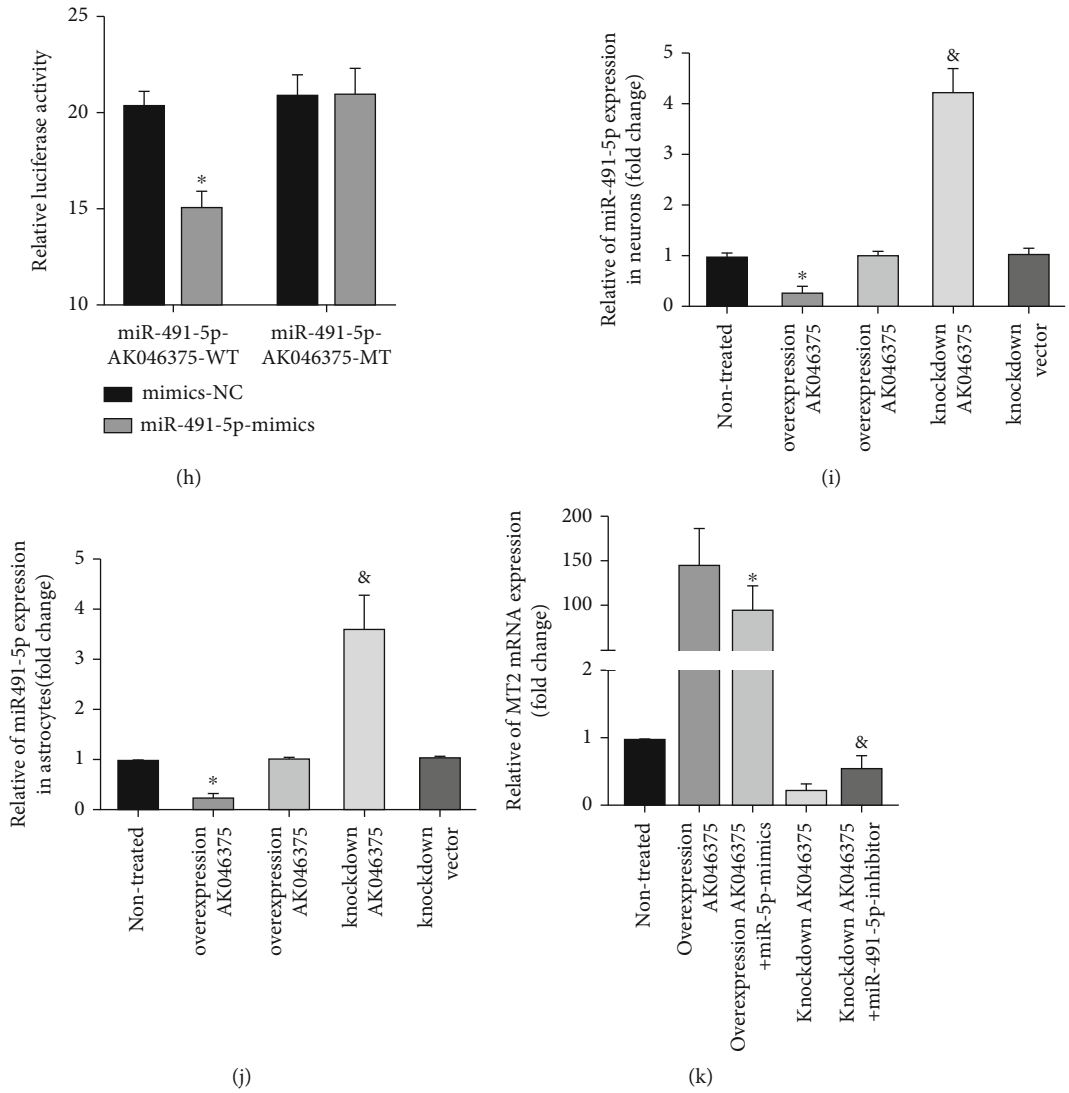 Relative luciferase activity
25
20
15
10
*
miR-491-5p-
AK046375-WT
miR-491-5p-
AK046375-MT
mimics-NC
miR-491-5p-mimics
(h)
Relative of miR-491-5p expression
in neurons (fold change)
5
4
3
2
1
0
*
&
Non-treated
overexpression
AK046375
overexpression
AK046375
knockdown
AK046375
knockdown
vector
(i)
Relative of miR491-5p expression
in astrocytes(fold change)
5
4
3
2
1
0
*
&
Non-treated
overexpression
AK046375
overexpression
AK046375
knockdown
AK046375
knockdown
vector
(j)
Relative of MT2 mRNA expression
(fold change)
200
150
100
2
1
0
*
&
Non-treated
Overexpression
AK046375
Overexpression AK046375
+miR-5p-mimics
Knockdown AK046375
Knockdown AK046375
+miR-491-5p-inhibitor
(k)